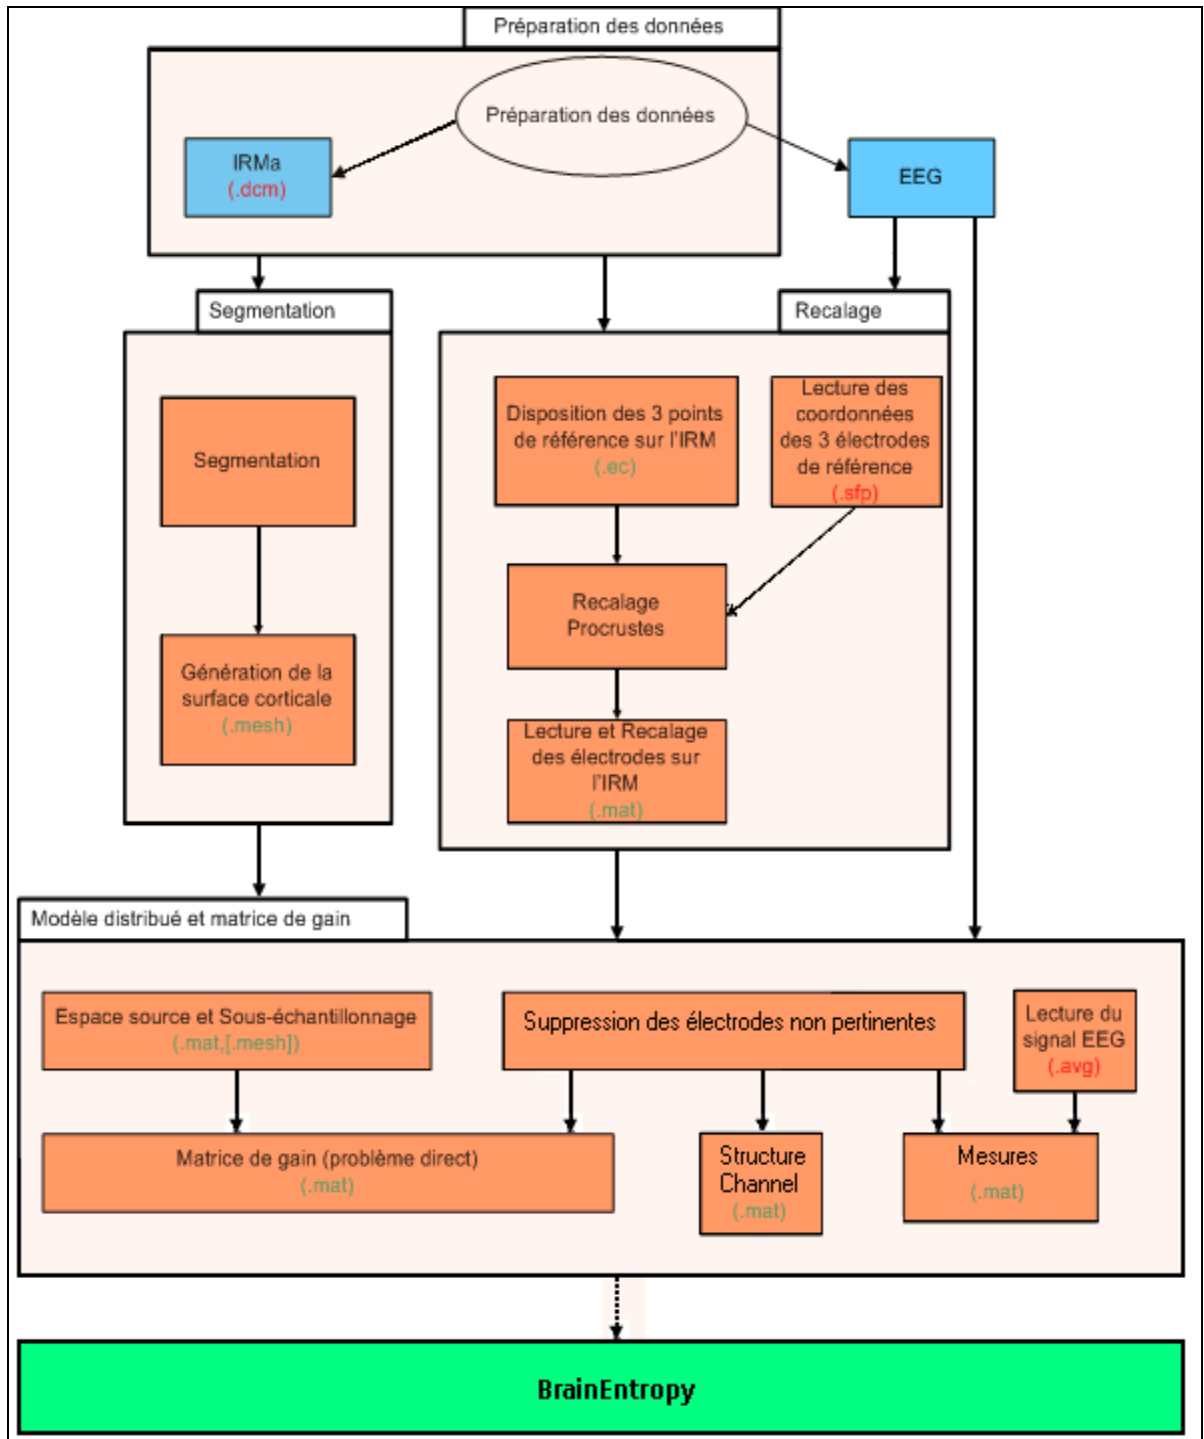 Préparation des données
Préparation des données
IRMa
(.dcm)
EEG
Segmentation
Segmentation
Génération de la
surface corticale
(.mesh)
Recalage
Disposition des 3 points
de référence sur l'IRM
(.ec)
Lecture des
coordonnées
des 3 électrodes
de référence
(.sfp)
Recalage
Procrustes
Lecture et Recalage
des électrodes sur
l'IRM
(.mat)
Modèle distribué et matrice de gain
Espace source et Sous-échantillonnage
(.mat,[.mesh])
Suppression des électrodes non pertinentes
Lecture du
signal EEG
(.avg)
Matrice de gain (problème direct)
(.mat)
Structure
Channel
(.mat)
Mesures
(.mat)
BrainEntropy